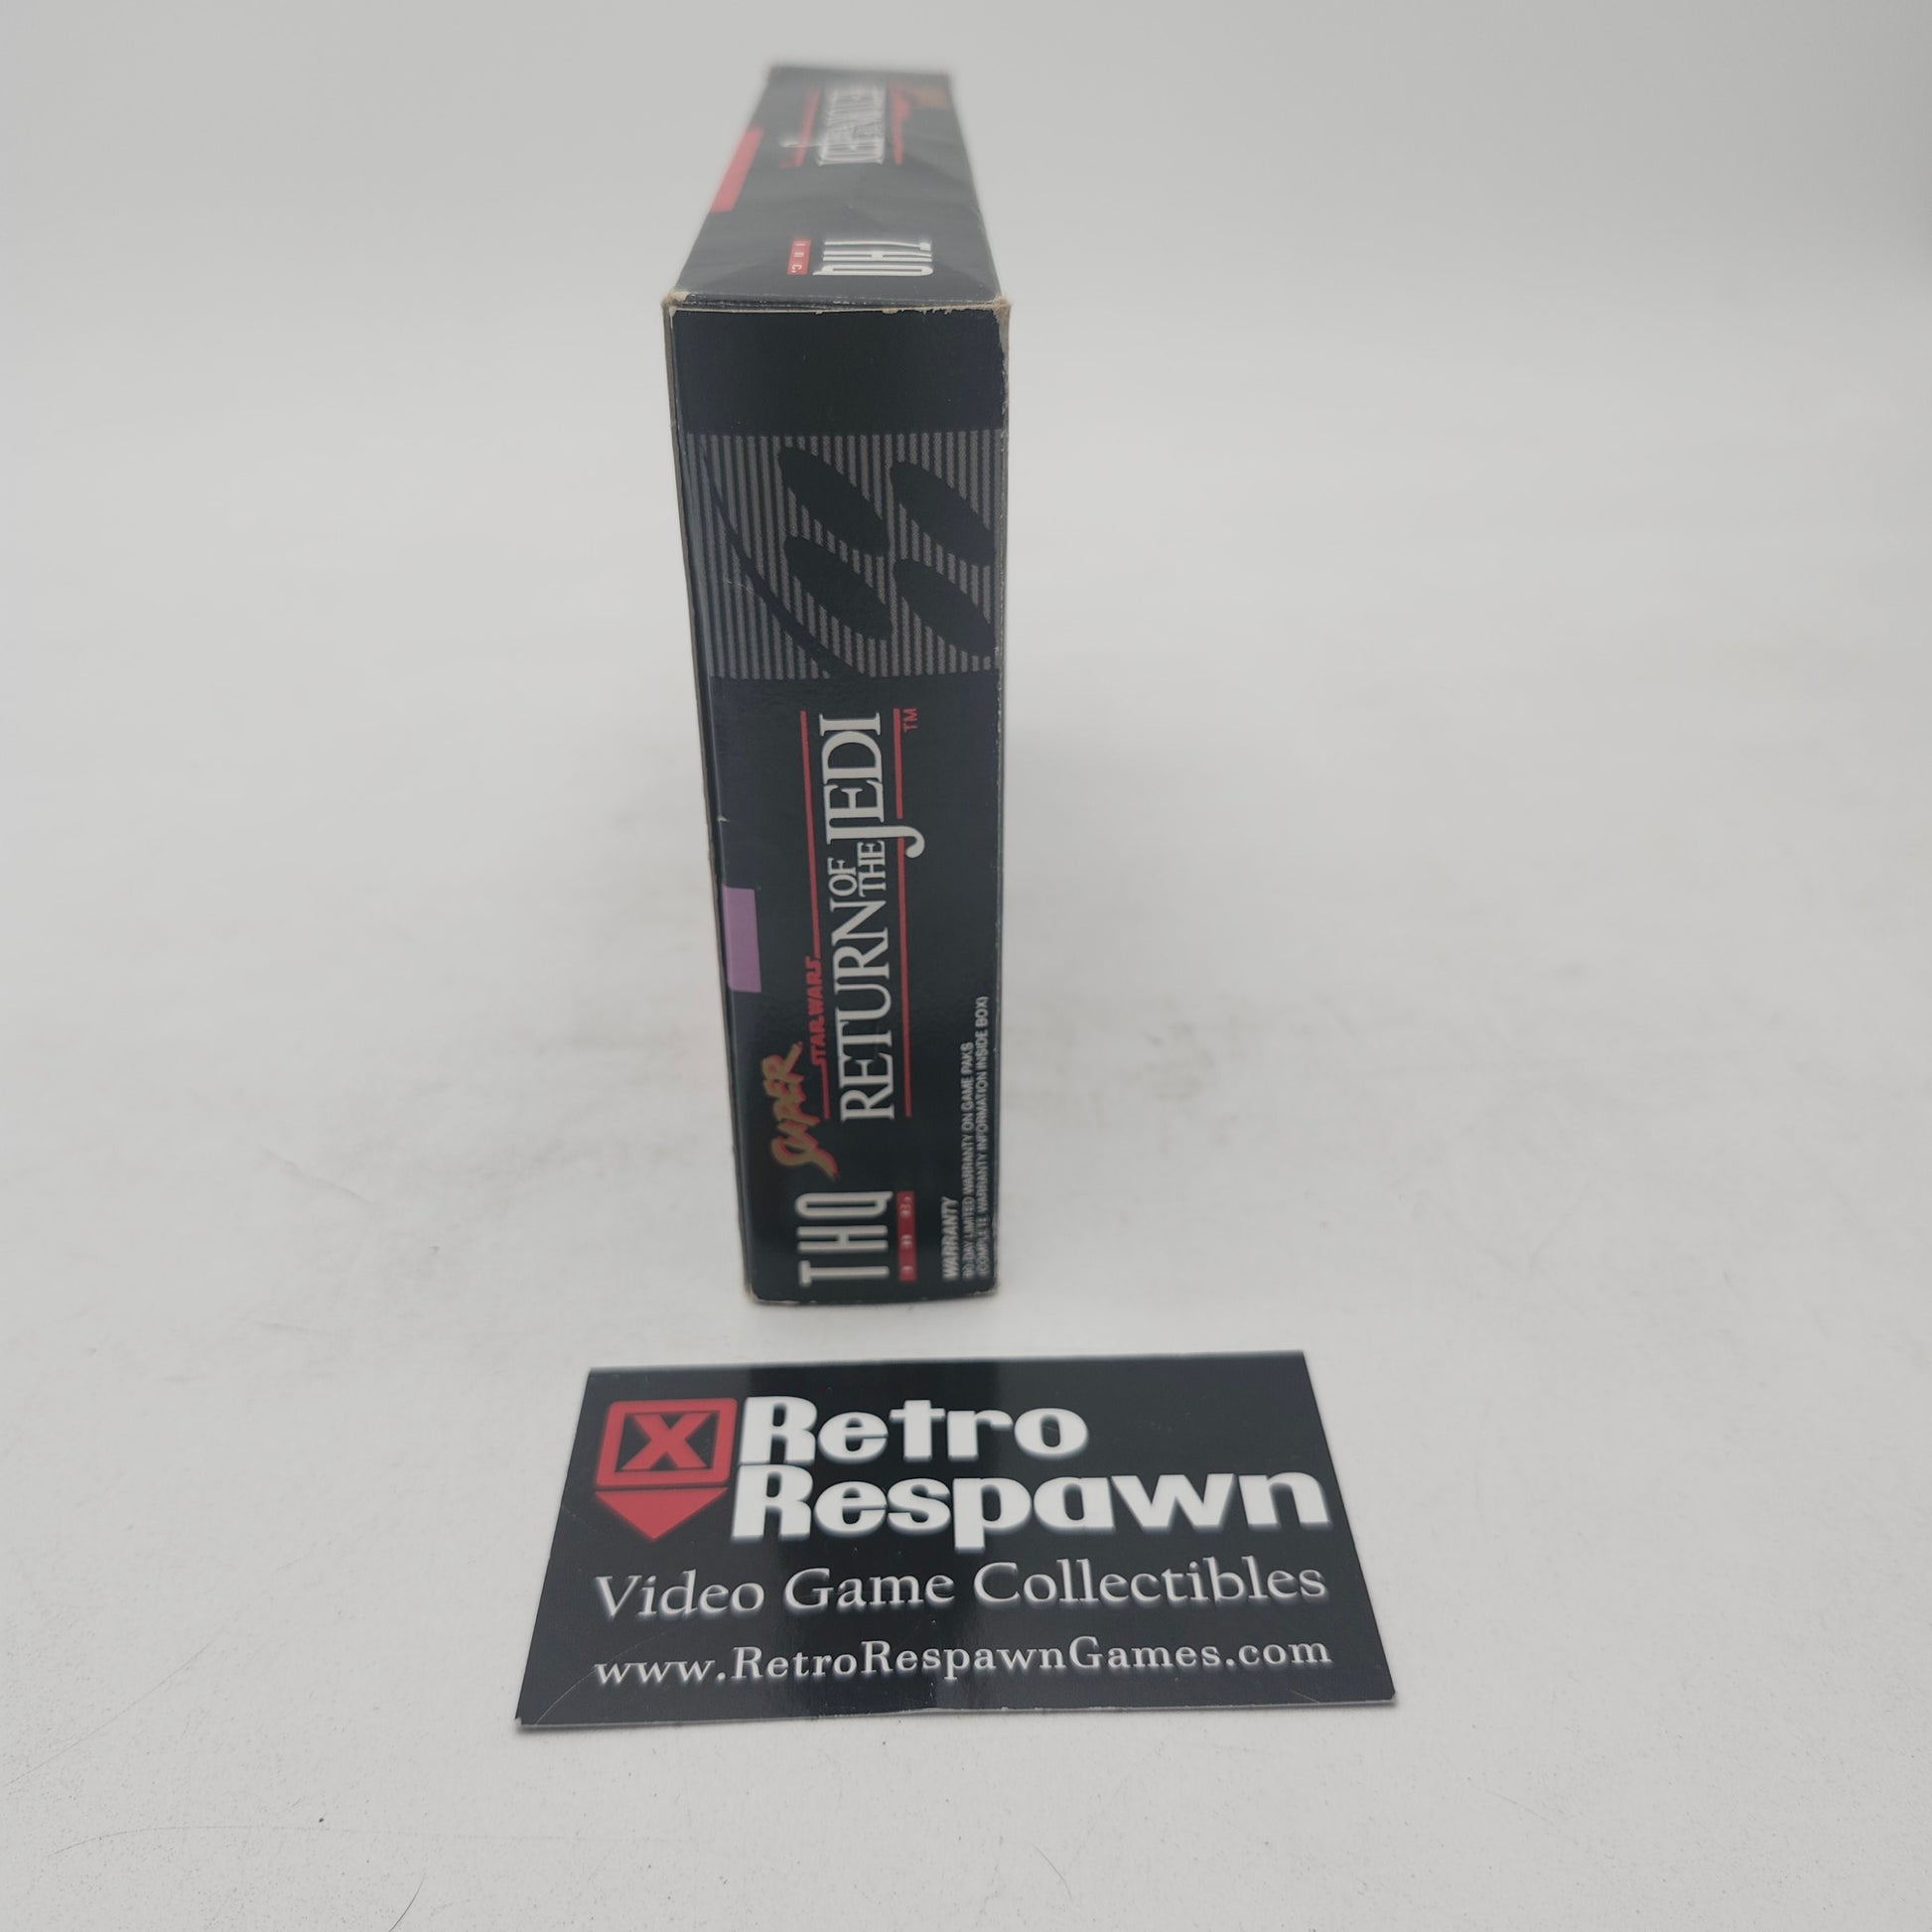 THQ
SUPER
STAR WARS
RETURN OF THE JEDI
TM
WARRANTY
90-DAY LIMITED WARRANTY ON GAME PAKS
(COMPLETE WARRANTY INFORMATION INSIDE BOX)
X
Retro
Respawn
Video Game Collectibles
www.RetroRespawnGames.com